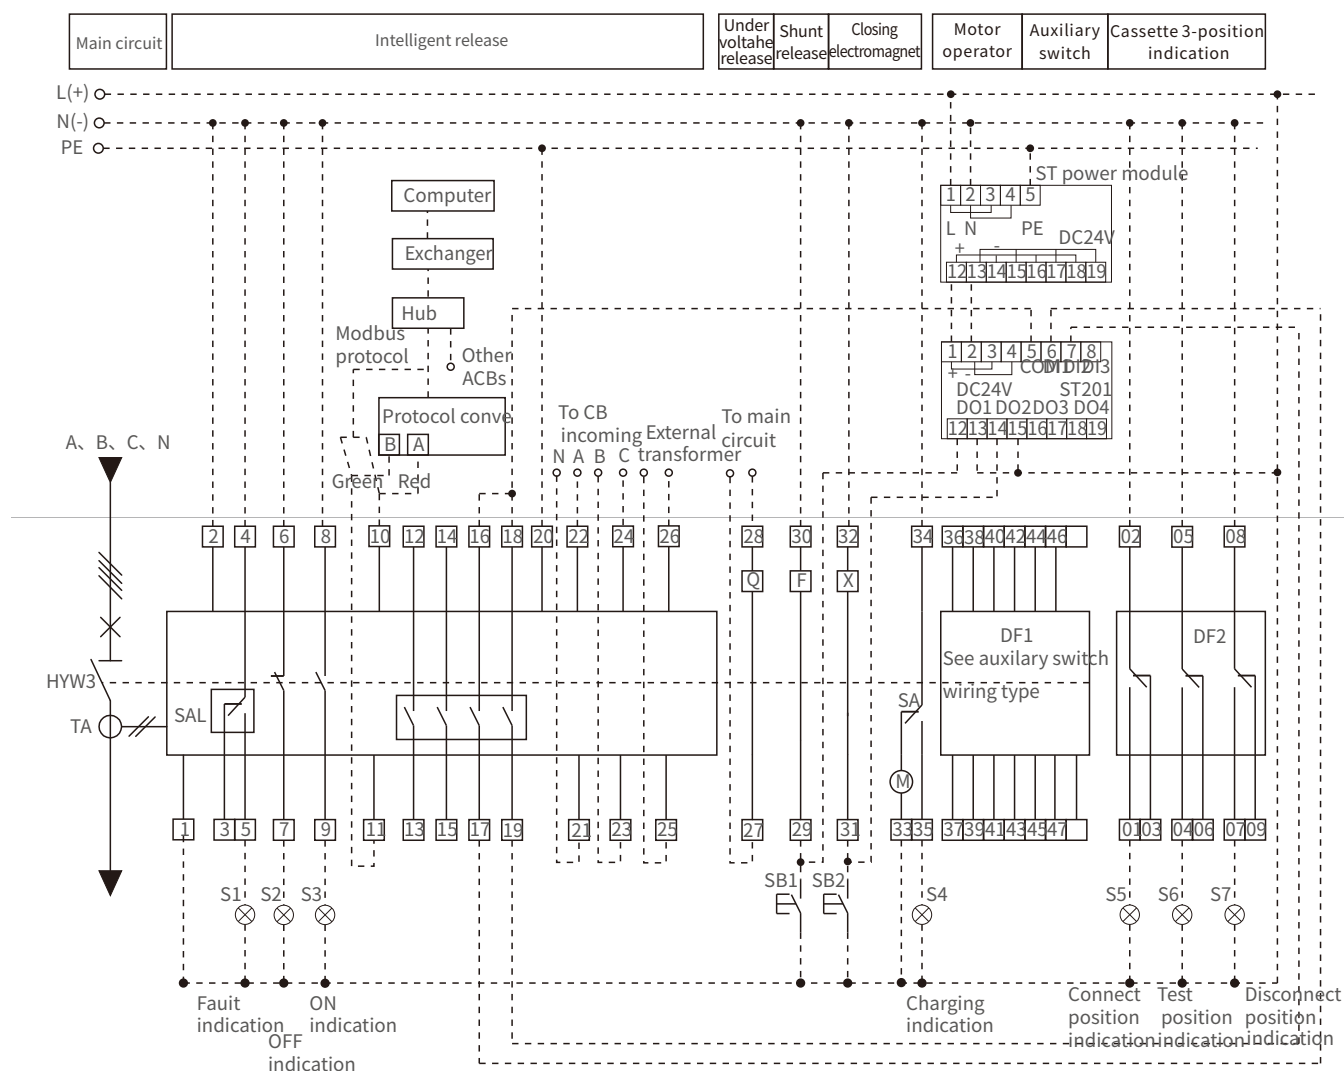 Main circuit
Intelligent release
Under
voltahe
release
Shunt
release
Closing
electromagnet
Motor
operator
Auxiliary
switch
Cassette 3-position
indication
L(+)
N(-)
PE
ST power module
1 2 3 4 5
L N PE
+ - DC24V
12 13 14 15 16 17 18 19
Computer
Exchanger
Hub
Modbus
protocol
Other
ACBs
Protocol conve
B A
Green Red
1 2 3 4 5 6 7 8
+ - COM DI1 DI2 DI3
DC24V ST201
DO1 DO2 DO3 DO4
12 13 14 15 16 17 18 19
To CB
incoming
N A B C
External
transformer
To main
circuit
A、B、C、N
2 4 6 8 10 12 14 16 18 20 22 24 26 28 30 32 34 36 38 40 42 44 46 02 05 08
Q F X
DF1
See auxilary switch
wiring type
DF2
HYW3
TA
SAL
SA
M
1 3 5 7 9 11 13 15 17 19 21 23 25 27 29 31 33 35 37 39 41 43 45 47 01 03 04 06 07 09
S1 S2 S3 SB1 SB2 S4 S5 S6 S7
Fauit
indication
OFF
indication
ON
indication
Charging
indication
Connect
position
indication
Test
position
indication
Disconnect
position
indication